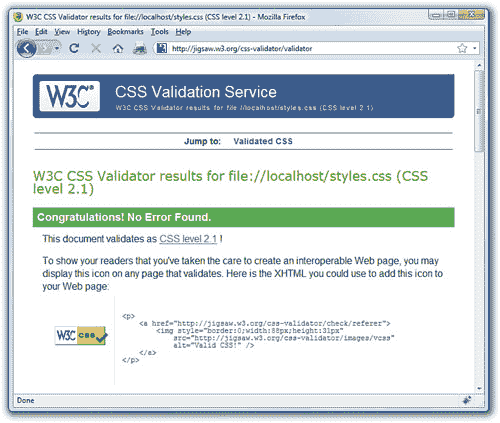 W3C CSS Validator results for file://localhost/styles.css (CSS level 2.1) - Mozilla Firefox
File Edit View History Bookmarks Tools Help
http://jigsaw.w3.org/css-validator/validator
W3C® CSS Validation Service
W3C CSS Validator results for file://localhost/styles.css (CSS level 2.1)
Jump to: Validated CSS
W3C CSS Validator results for file://localhost/styles.css (CSS
level 2.1)
Congratulations! No Error Found.
This document validates as CSS level 2.1 !
To show your readers that you've taken the care to create an interoperable Web page, you may
display this icon on any page that validates. Here is the XHTML you could use to add this icon to
your Web page:
<p>
<a href="http://jigsaw.w3.org/css-validator/check/referer">
<img style="border:0;width:88px;height:31px"
src="http://jigsaw.w3.org/css-validator/images/vcss"
alt="Valid CSS!" />
</a>
</p>
W3C css
Done